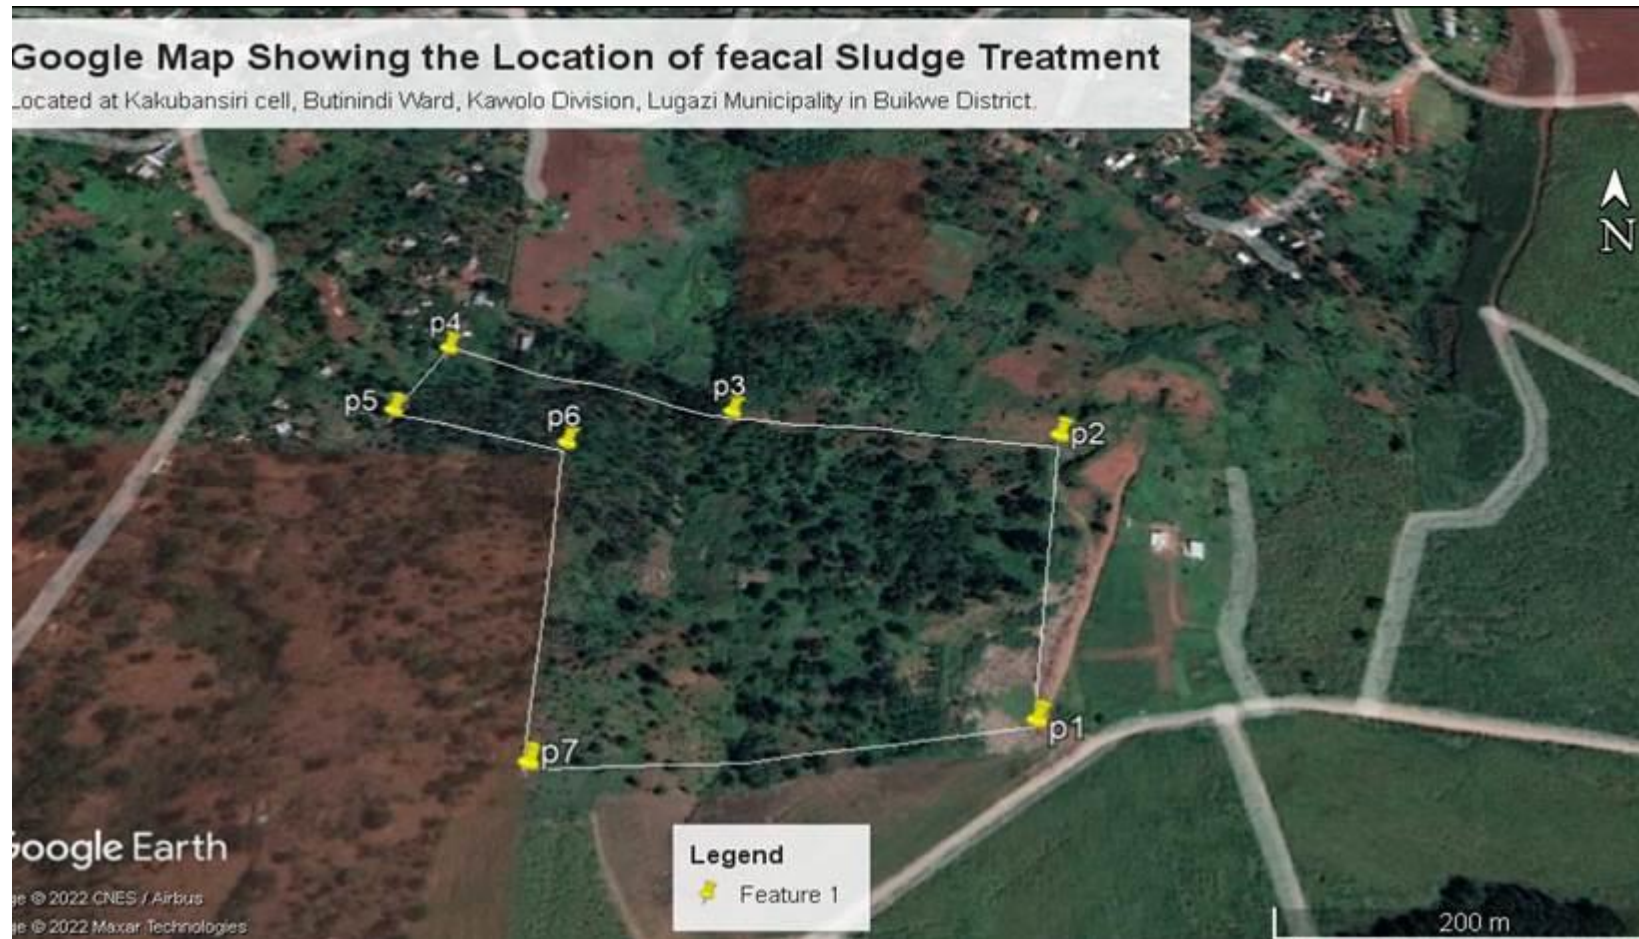 Google Map Showing the Location of feacal Sludge Treatment
Located at Kakubansiri cell, Butinindi Ward, Kawolo Division, Lugazi Municipality in Buikwe District.
N
p4
p3
p5
p6
p2
p1
p7
Google Earth
ge © 2022 CNES / Airbus
ge © 2022 Maxar Technologies
Legend
Feature 1
200 m